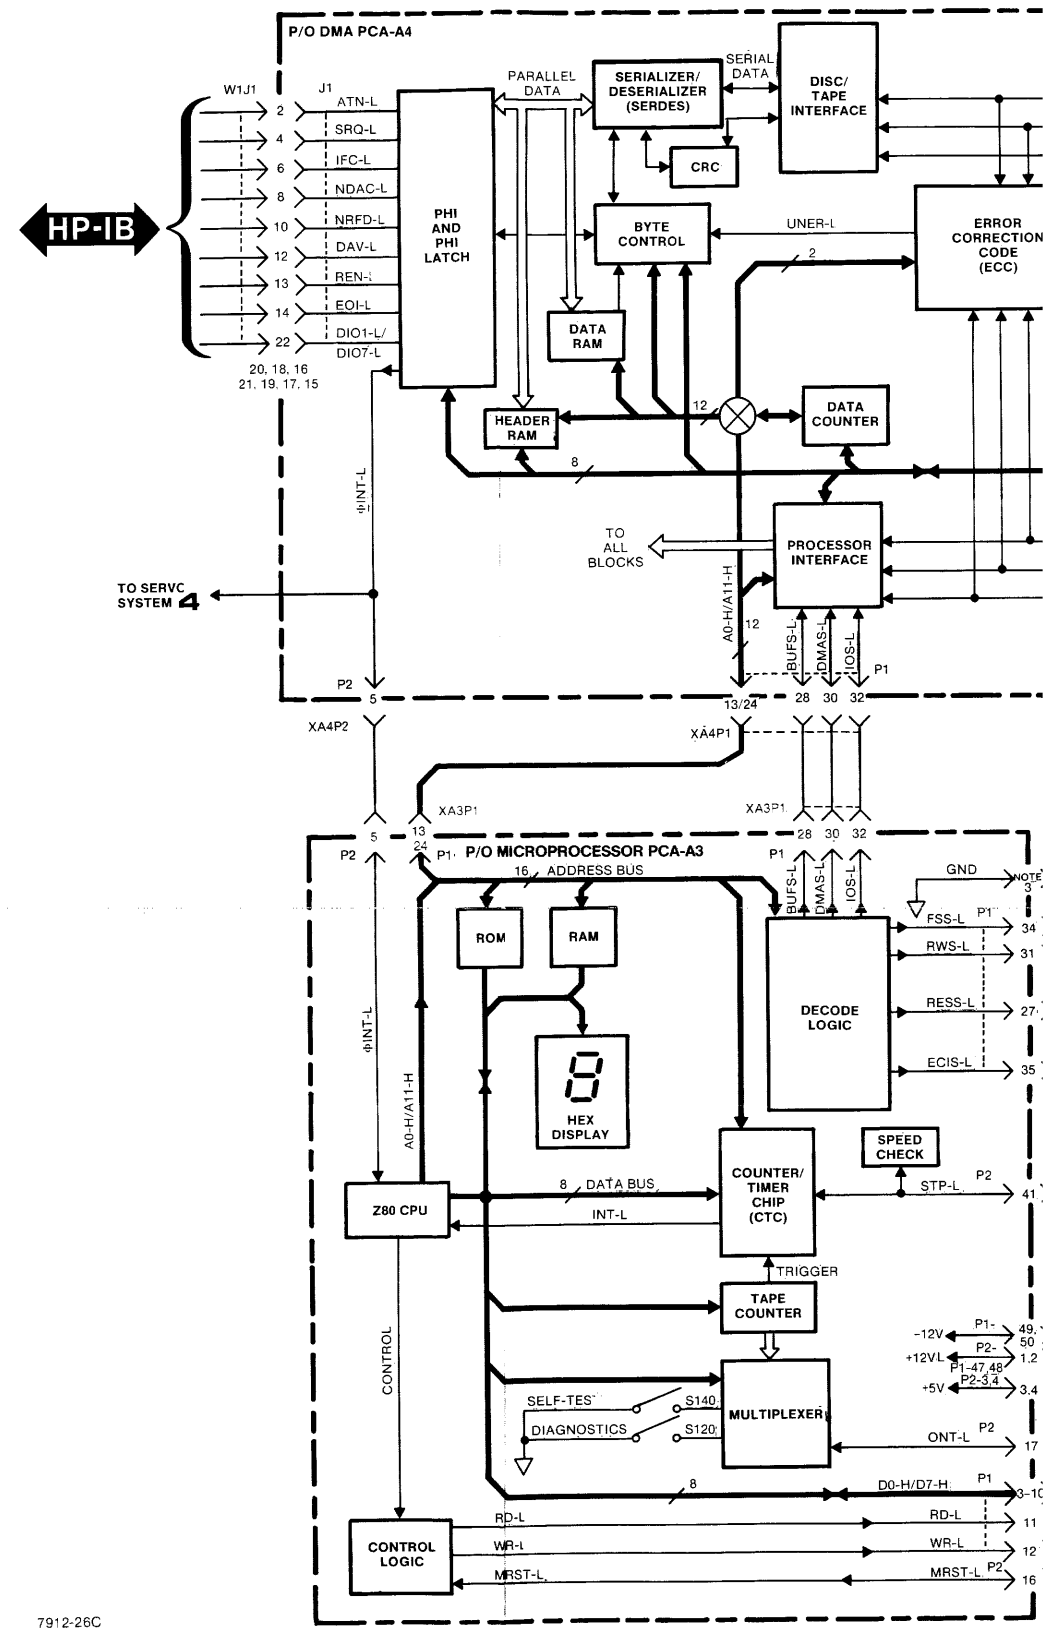 P/O DMA PCA-A4
W1J1
J1
2
ATN-L
4
SRQ-L
6
IFC-L
8
NDAC-L
10
NRFD-L
12
DAV-L
13
REN-L
14
EOI-L
22
DIO1-L/
DIO7-L
20, 18, 16
21, 19, 17, 15
HP-IB
PHI
AND
PHI
LATCH
PARALLEL
DATA
SERIALIZER/
DESERIALIZER
(SERDES)
SERIAL
DATA
DISC/
TAPE
INTERFACE
CRC
BYTE
CONTROL
UNER-L
2
ERROR
CORRECTION
CODE
(ECC)
DATA
RAM
HEADER
RAM
12
DATA
COUNTER
8
ΦINT-L
TO
ALL
BLOCKS
PROCESSOR
INTERFACE
A0-H/A11-H
12
BUFS-L
DMAS-L
IOS-L
TO SERVO
SYSTEM 4
P2
5
P1
13/24
28
30
32
XA4P2
XA4P1
XA3P1
XA3P1
5
13
24
28
30
32
P2
P1
P/O MICROPROCESSOR PCA-A3
P1
16
ADDRESS BUS
BUFS-L
DMAS-L
IOS-L
GND
NOTE
3
ROM
RAM
DECODE
LOGIC
FSS-L
P1
34
RWS-L
31
RESS-L
27
ECIS-L
35
ΦINT-L
A0-H/A11-H
HEX
DISPLAY
SPEED
CHECK
COUNTER/
TIMER
CHIP
(CTC)
STP-L
P2
41
Z80 CPU
8
DATA BUS
INT-L
TRIGGER
TAPE
COUNTER
-12V
P1-
49,
50
+12V L
P2-
1,2
P1-47,48
+5V
P2-3,4
3,4
CONTROL
MULTIPLEXER
SELF-TES
S140
DIAGNOSTICS
S120
ONT-L
P2
17
8
D0-H/D7-H
P1
3-10
CONTROL
LOGIC
RD-L
RD-L
11
WR-L
WR-L
12
MRST-L
MRST-L
P2
16
7912-26C